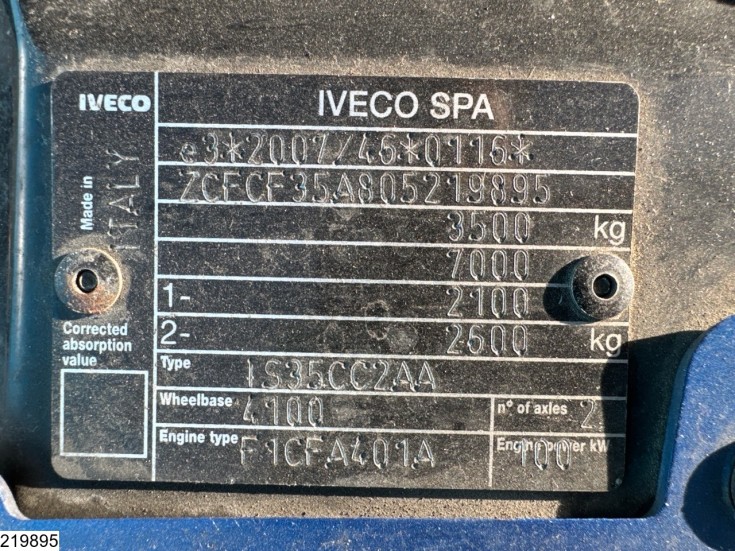 IVECO
IVECO SPA
e3*2007/46*0116*
ZCFCF35A805219895
3500 kg
7000
1- 2100
2- 2600 kg
Made in ITALY
Corrected
absorption
value
Type IS35CC2AA
Wheelbase 4100 n° of axles 2
Engine type F1CFA401A Engine power kW 100
219895